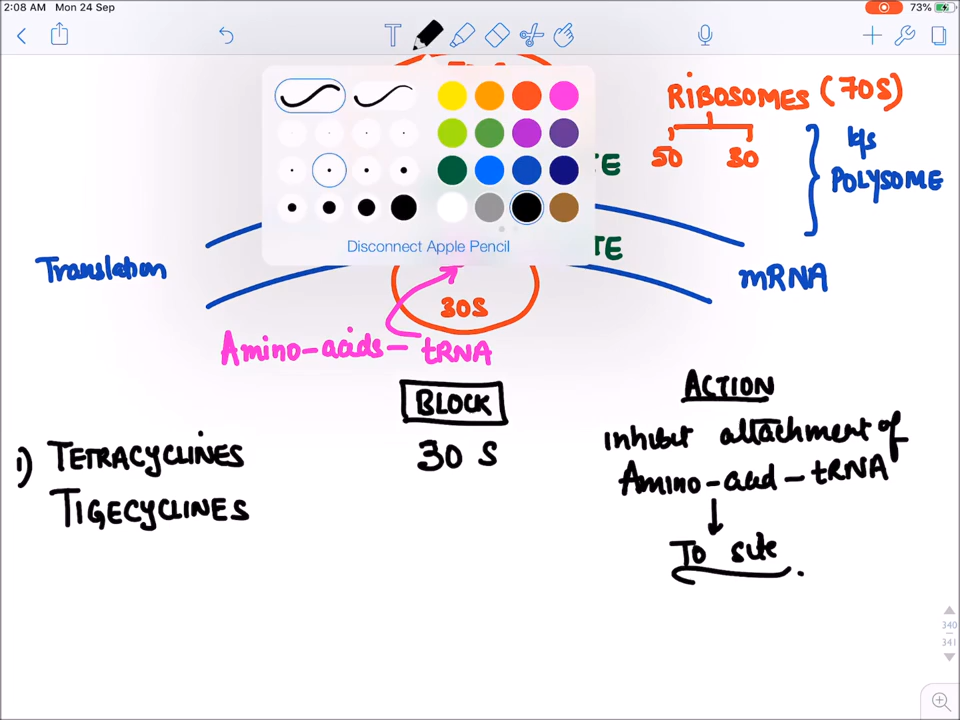 2:08 AM Mon 24 Sep
73%
RiBOSOMES (70S)
50 30
k/s
POLYSOME
TE
TE
Disconnect Apple Pencil
Translation
mRNA
30S
Amino-acids-tRNA
BLOCK
ACTION
30 S
inhibit attachment of
Amino-acid-tRNA
To site
1) TETRACYCLINES
TIGECYCLINES
340
341